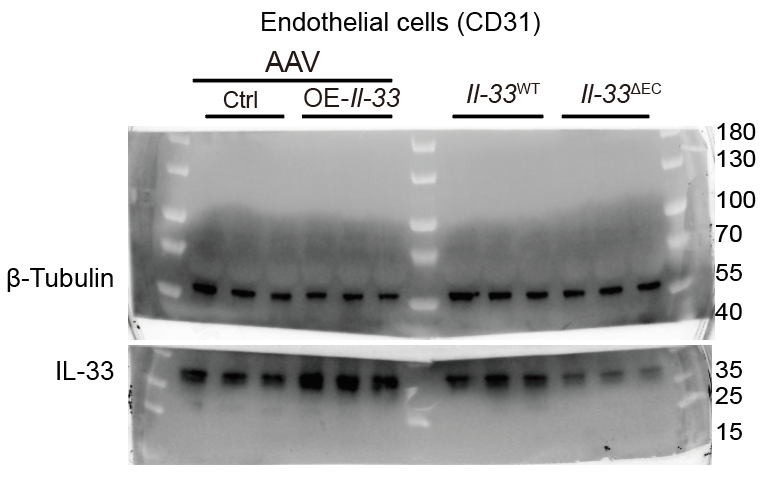 Endothelial cells (CD31)
AAV
Ctrl OE-Il-33 Il-33WT Il-33ΔEC
180
130
100
70
β-Tubulin 55
40
IL-33 35
25
15